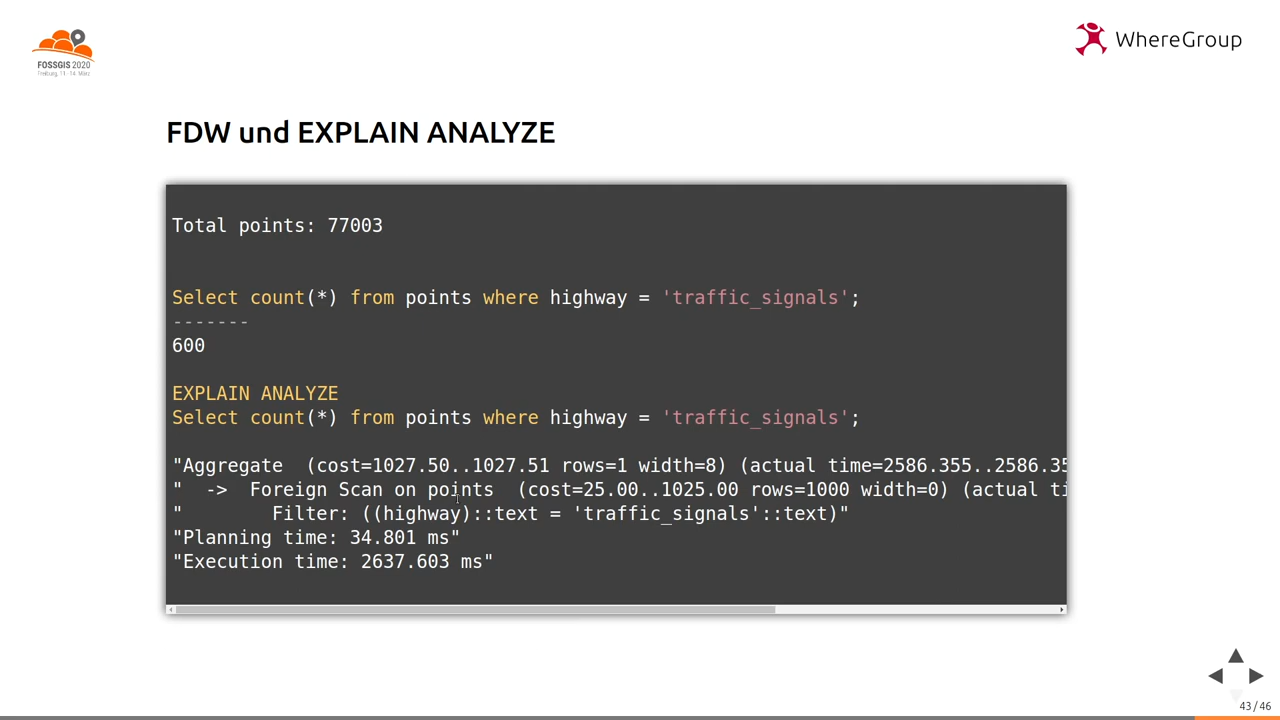 FOSSGIS 2020
Freiburg, 11.-14. März
WhereGroup
FDW und EXPLAIN ANALYZE
Total points: 77003
Select count(*) from points where highway = 'traffic_signals';
-------
600
EXPLAIN ANALYZE
Select count(*) from points where highway = 'traffic_signals';
"Aggregate  (cost=1027.50..1027.51 rows=1 width=8) (actual time=2586.355..2586.35
"  ->  Foreign Scan on points  (cost=25.00..1025.00 rows=1000 width=0) (actual ti
"        Filter: ((highway)::text = 'traffic_signals'::text)"
"Planning time: 34.801 ms"
"Execution time: 2637.603 ms"
43 / 46